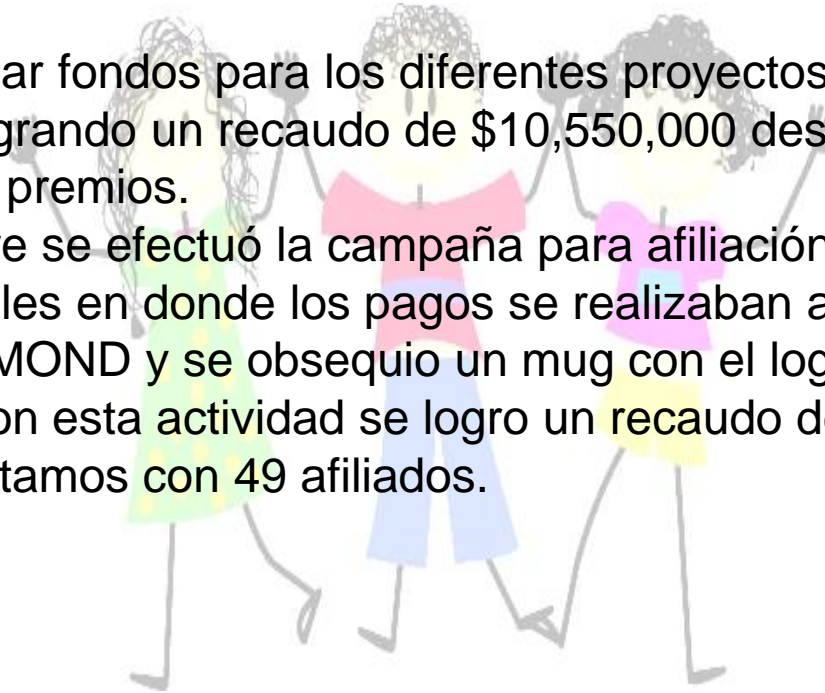 ar fondos para los diferentes proyectos
grando un recaudo de $10,550,000 des
premios.
e se efectuó la campaña para afiliación
les en donde los pagos se realizaban a
MOND y se obsequio un mug con el log
on esta actividad se logro un recaudo d
tamos con 49 afiliados.